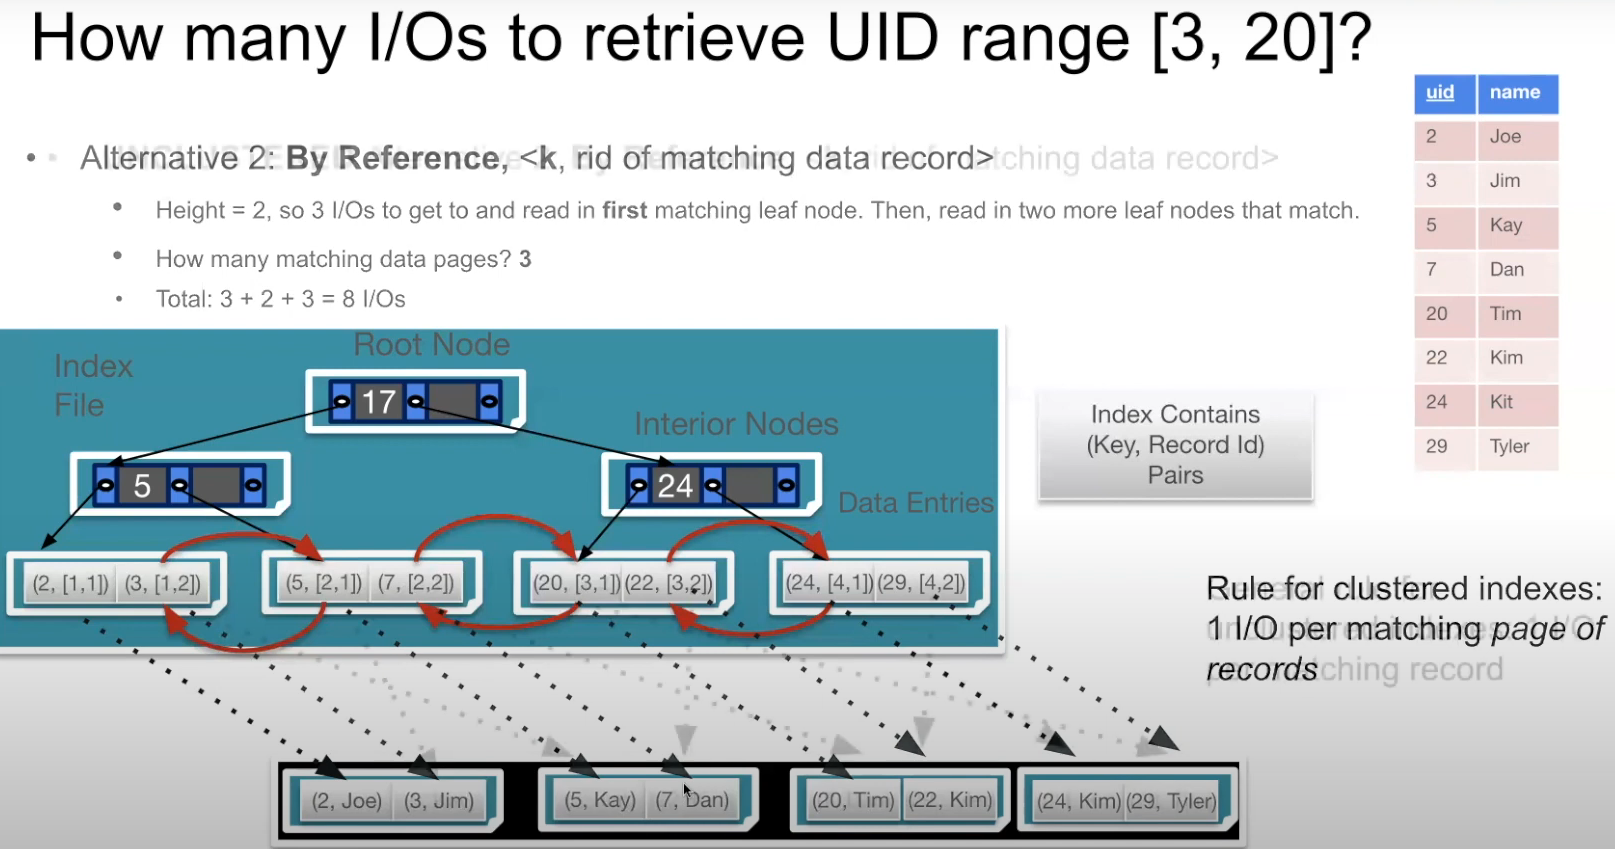 How many I/Os to retrieve UID range [3, 20]?
• Alternative 2: By Reference, <k, rid of matching data record>
• Height = 2, so 3 I/Os to get to and read in first matching leaf node. Then, read in two more leaf nodes that match.
• How many matching data pages? 3
• Total: 3 + 2 + 3 = 8 I/Os
uid name
2 Joe
3 Jim
5 Kay
7 Dan
20 Tim
22 Kim
24 Kit
29 Tyler
Index
File
Root Node
17
Interior Nodes
5
24
Data Entries
(2, [1,1]) (3, [1,2])
(5, [2,1]) (7, [2,2])
(20, [3,1]) (22, [3,2])
(24, [4,1]) (29, [4,2])
Index Contains
(Key, Record Id)
Pairs
Rule for clustered indexes:
1 I/O per matching page of
records
(2, Joe) (3, Jim)
(5, Kay) (7, Dan)
(20, Tim) (22, Kim)
(24, Kim) (29, Tyler)